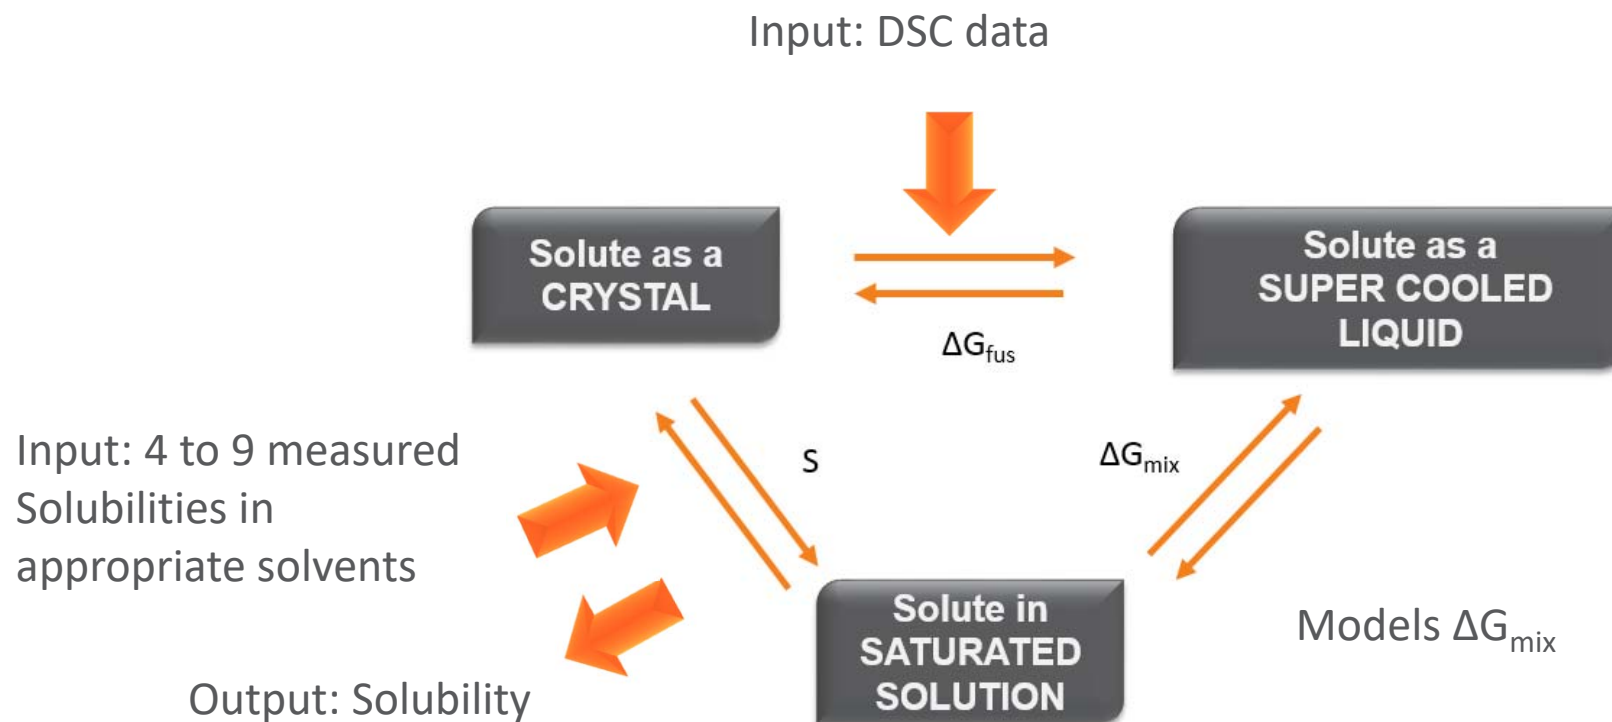 Input: DSC data
Solute as a
CRYSTAL
Solute as a
SUPER COOLED
LIQUID
ΔGfus
Input: 4 to 9 measured
Solubilities in
appropriate solvents
S
ΔGmix
Solute in
SATURATED
SOLUTION
Models ΔGmix
Output: Solubility